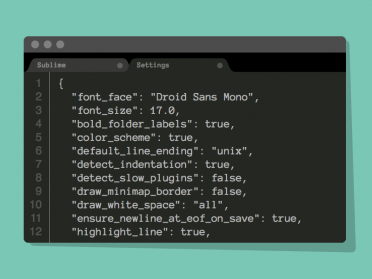 Sublime
Settings
1 {
2 "font_face": "Droid Sans Mono",
3 "font_size": 17.0,
4 "bold_folder_labels": true,
5 "color_scheme": true,
6 "default_line_ending": "unix",
7 "detect_indentation": true,
8 "detect_slow_plugins": false,
9 "draw_minimap_border": false,
10 "draw_white_space": "all",
11 "ensure_newline_at_eof_on_save": true,
12 "highlight_line": true,